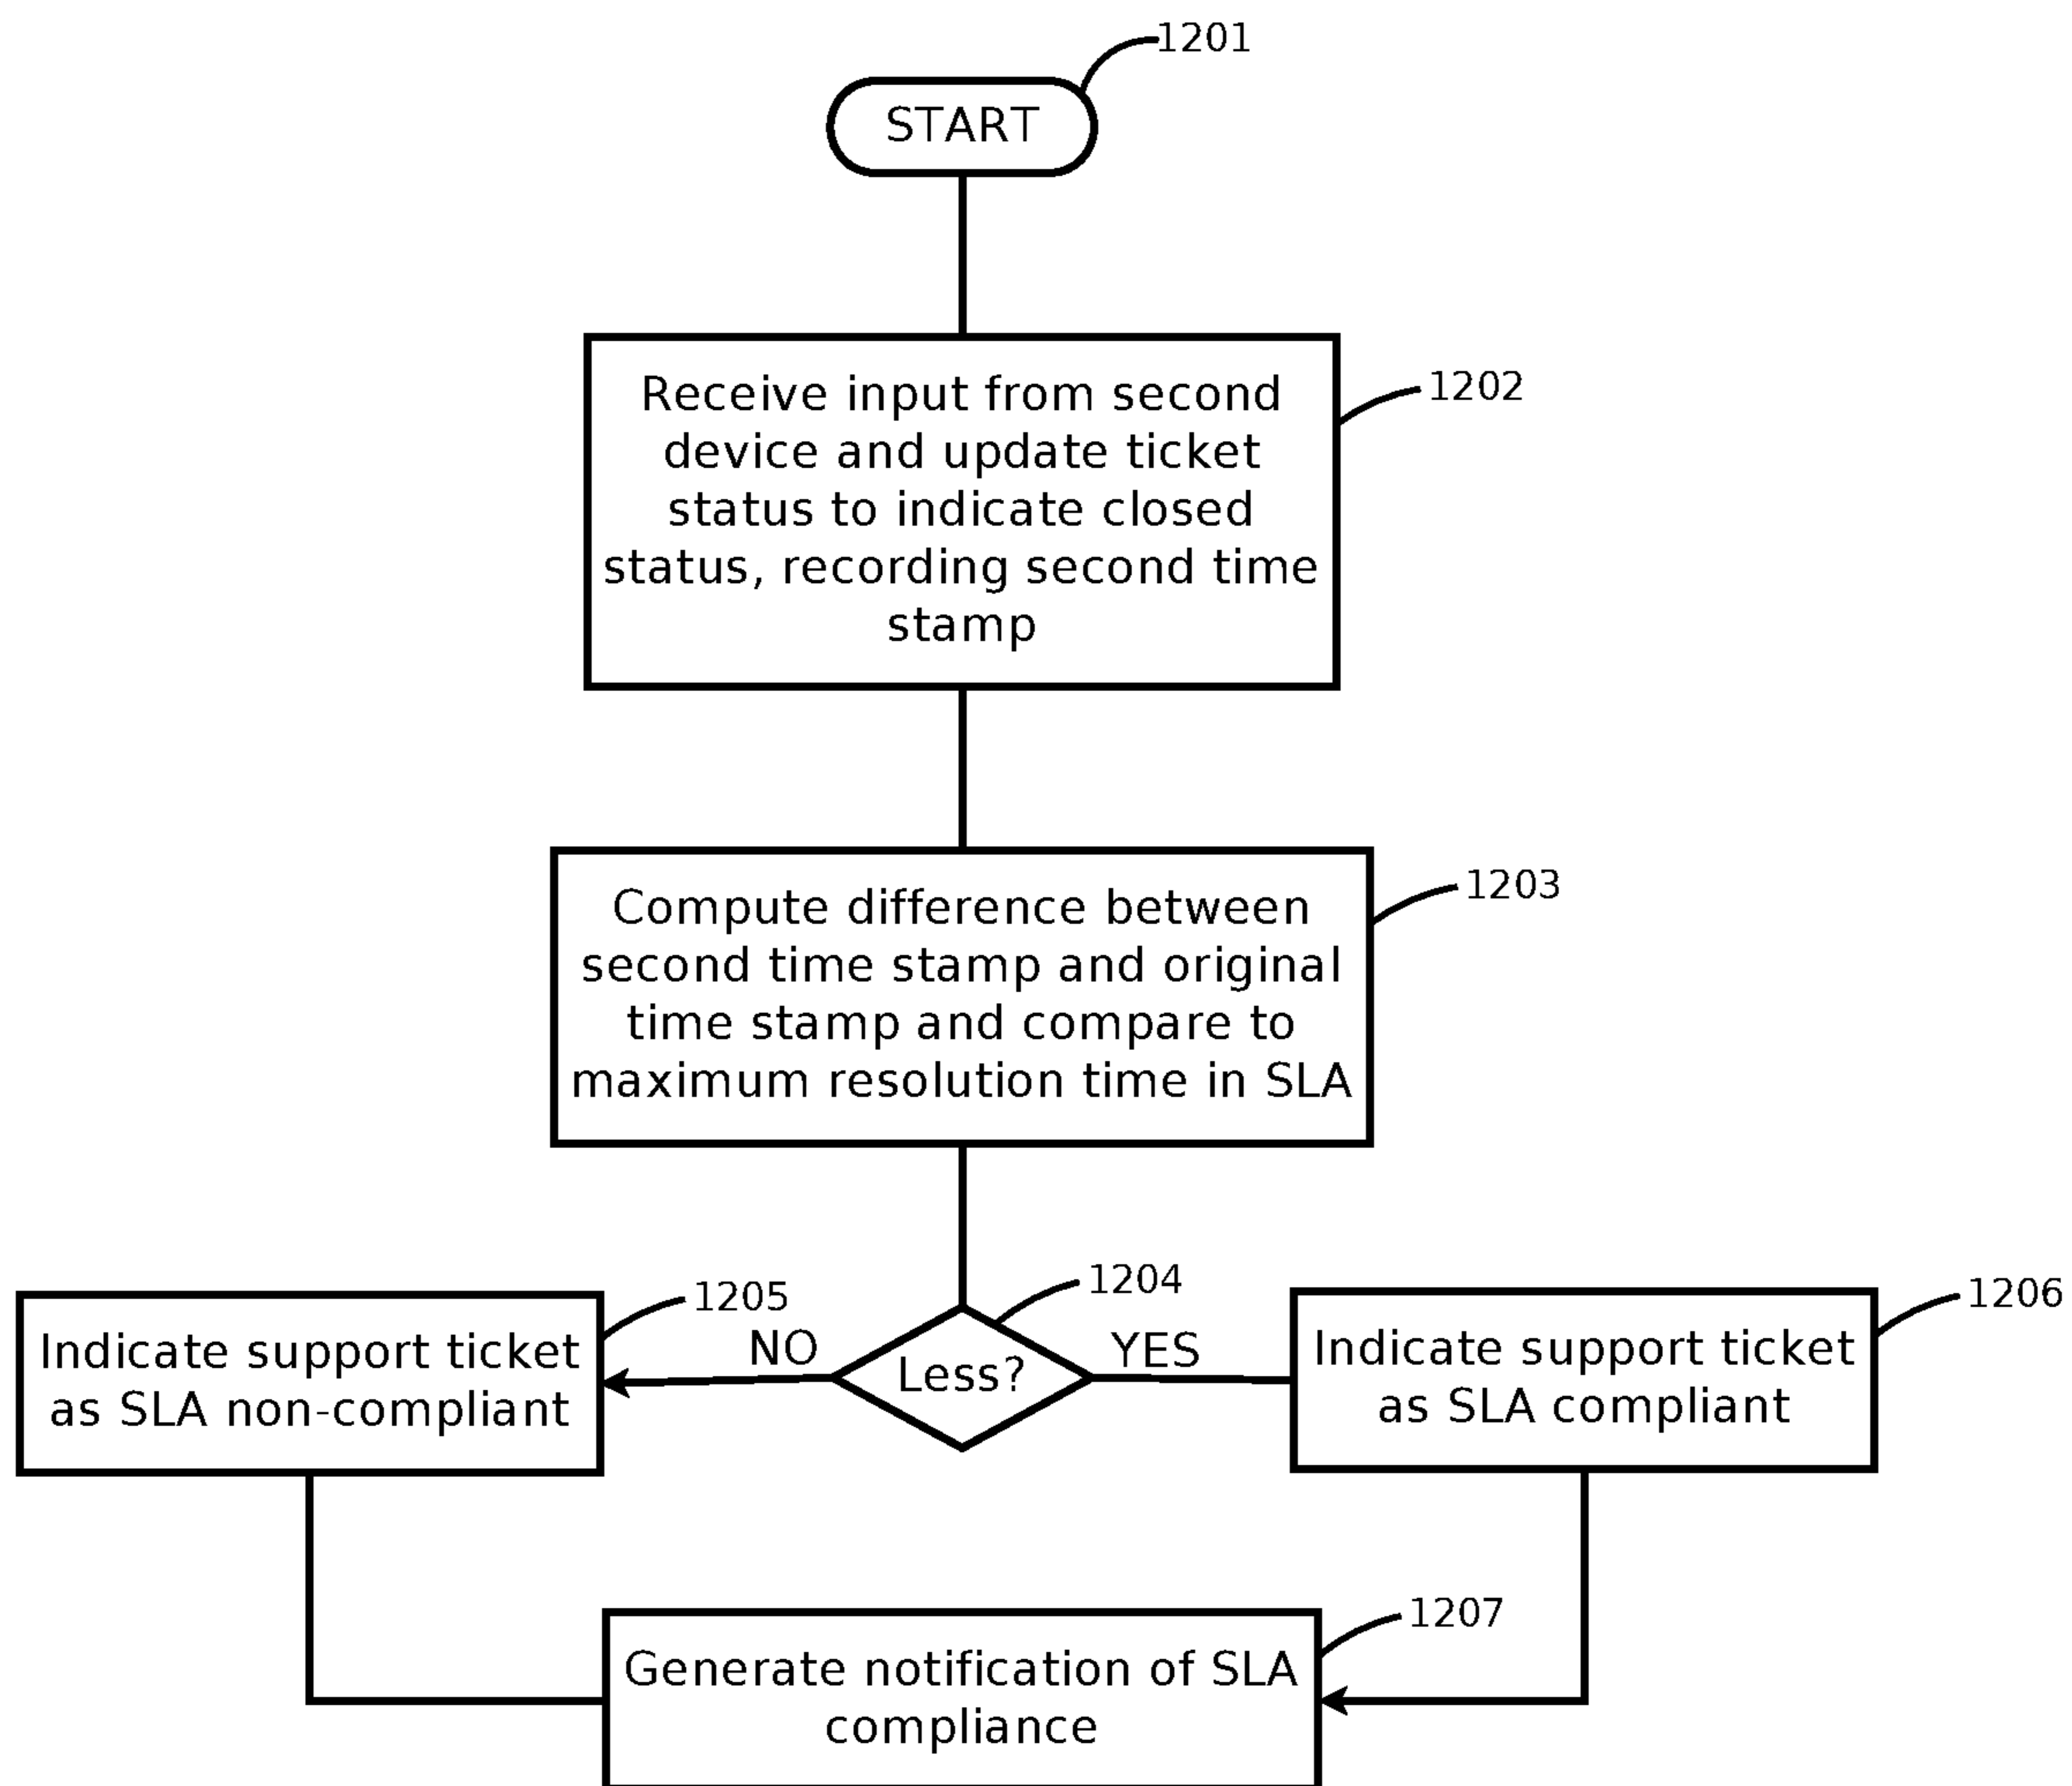 1201
START
Receive input from second
device and update ticket
status to indicate closed
status, recording second time
stamp
1202
Compute difference between
second time stamp and original
time stamp and compare to
maximum resolution time in SLA
1203
1204
Less?
NO
YES
1205
Indicate support ticket
as SLA non-compliant
1206
Indicate support ticket
as SLA compliant
1207
Generate notification of SLA
compliance